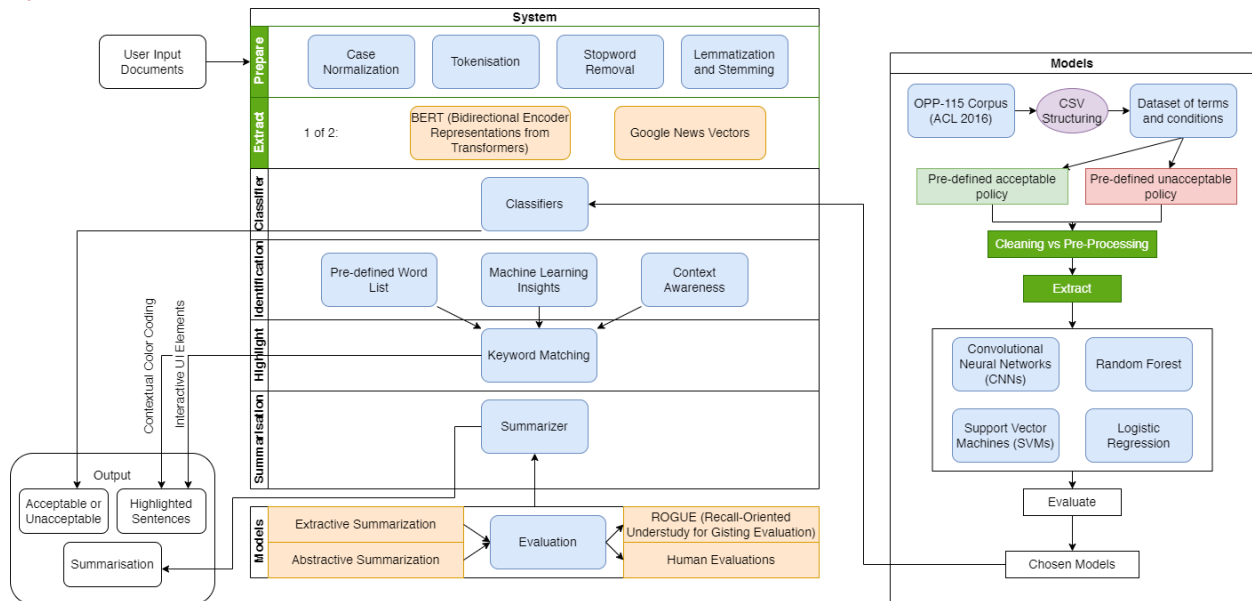 System
User Input
Documents
Prepare
Case
Normalization
Tokenisation
Stopword
Removal
Lemmatization
and Stemming
Extract
1 of 2:
BERT (Bidirectional Encoder
Representations from
Transformers)
Google News Vectors
Classifier
Classifiers
Identification
Pre-defined Word
List
Machine Learning
Insights
Context
Awareness
Highlight
Keyword Matching
Summarisation
Summarizer
Contextual Color Coding
Interactive UI Elements
Output
Acceptable or
Unacceptable
Highlighted
Sentences
Summarisation
Models
Extractive Summarization
Abstractive Summarization
Evaluation
ROGUE (Recall-Oriented
Understudy for Gisting Evaluation)
Human Evaluations
Models
OPP-115 Corpus
(ACL 2016)
CSV
Structuring
Dataset of terms
and conditions
Pre-defined acceptable
policy
Pre-defined unacceptable
policy
Cleaning vs Pre-Processing
Extract
Convolutional
Neural Networks
(CNNs)
Random Forest
Support Vector
Machines (SVMs)
Logistic
Regression
Evaluate
Chosen Models